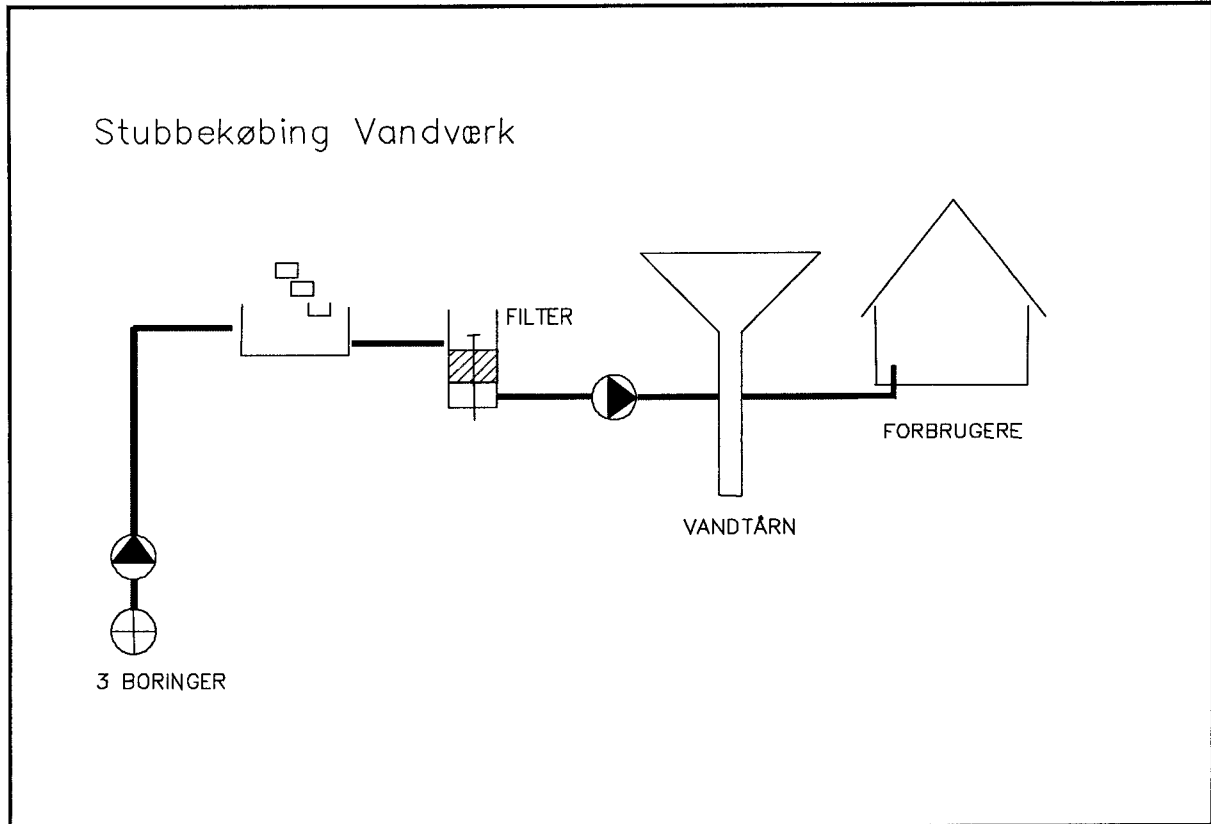 Stubbekøbing Vandværk
FILTER
FORBRUGERE
VANDTÅRN
3 BORINGER